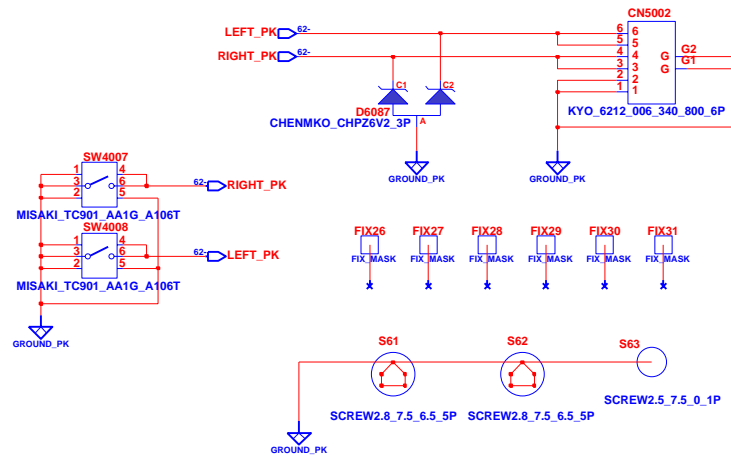 CN5002
LEFT_PK 62- 6 6
5 5
RIGHT_PK 62- 4 4 G G2
3 3 G G1
2 2
1 1
C1 C2
D6087 A
CHENMKO_CHPZ6V2_3P
KYO_6212_006_340_800_6P
GROUND_PK GROUND_PK
SW4007
1 4
3 6 62- RIGHT_PK
2 5
MISAKI_TC901_AA1G_A106T
SW4008
1 4
3 6 62- LEFT_PK
2 5
MISAKI_TC901_AA1G_A106T
GROUND_PK
FIX26 FIX27 FIX28 FIX29 FIX30 FIX31
FIX_MASK FIX_MASK FIX_MASK FIX_MASK FIX_MASK FIX_MASK
S61 S62 S63
SCREW2.8_7.5_6.5_5P SCREW2.8_7.5_6.5_5P SCREW2.5_7.5_0_1P
GROUND_PK